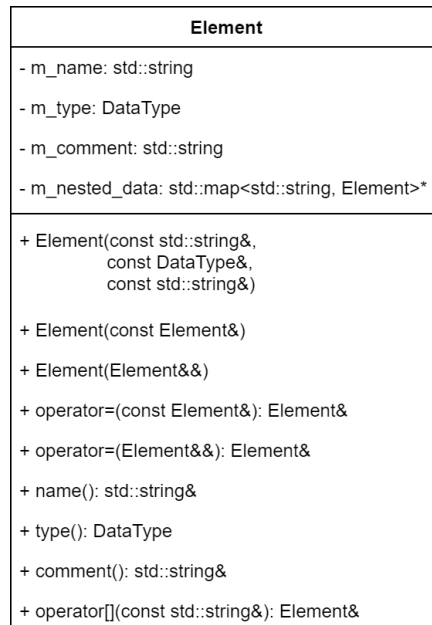 Element
- m_name: std::string
- m_type: DataType
- m_comment: std::string
- m_nested_data: std::map<std::string, Element>*
+ Element(const std::string&,
const DataType&,
const std::string&)
+ Element(const Element&)
+ Element(Element&&)
+ operator=(const Element&): Element&
+ operator=(Element&&): Element&
+ name(): std::string&
+ type(): DataType
+ comment(): std::string&
+ operator[](const std::string&): Element&